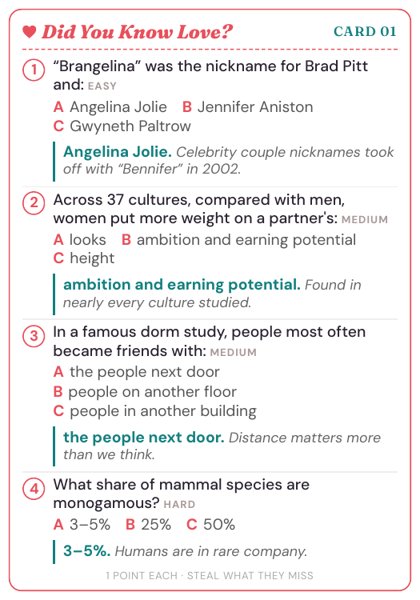 Did You Know Love? CARD 01
1 “Brangelina” was the nickname for Brad Pitt
and: EASY
A Angelina Jolie B Jennifer Aniston
C Gwyneth Paltrow
Angelina Jolie. Celebrity couple nicknames took
off with “Bennifer” in 2002.
2 Across 37 cultures, compared with men,
women put more weight on a partner's: MEDIUM
A looks B ambition and earning potential
C height
ambition and earning potential. Found in
nearly every culture studied.
3 In a famous dorm study, people most often
became friends with: MEDIUM
A the people next door
B people on another floor
C people in another building
the people next door. Distance matters more
than we think.
4 What share of mammal species are
monogamous? HARD
A 3–5% B 25% C 50%
3–5%. Humans are in rare company.
1 POINT EACH · STEAL WHAT THEY MISS